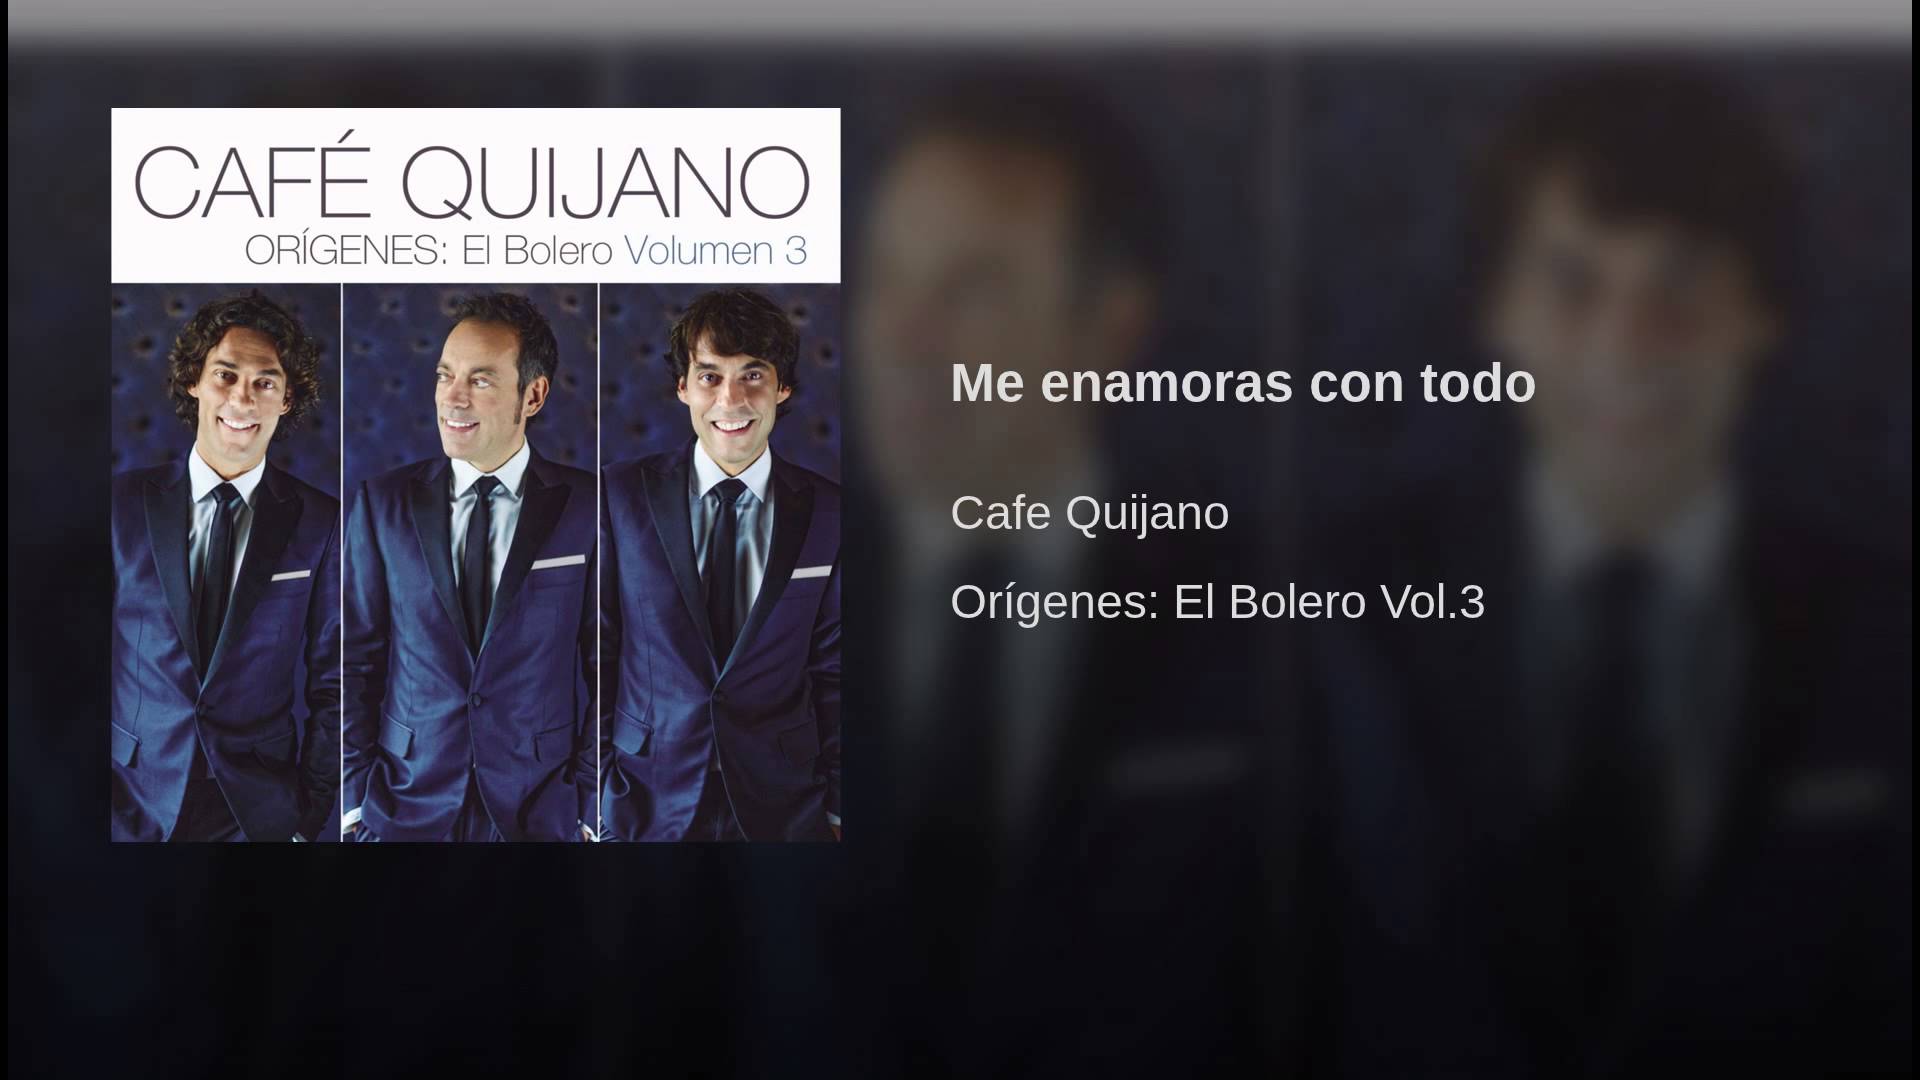 CAFÉ QUIJANO
ORÍGENES: El Bolero Volumen 3
Me enamoras con todo
Cafe Quijano
Orígenes: El Bolero Vol.3